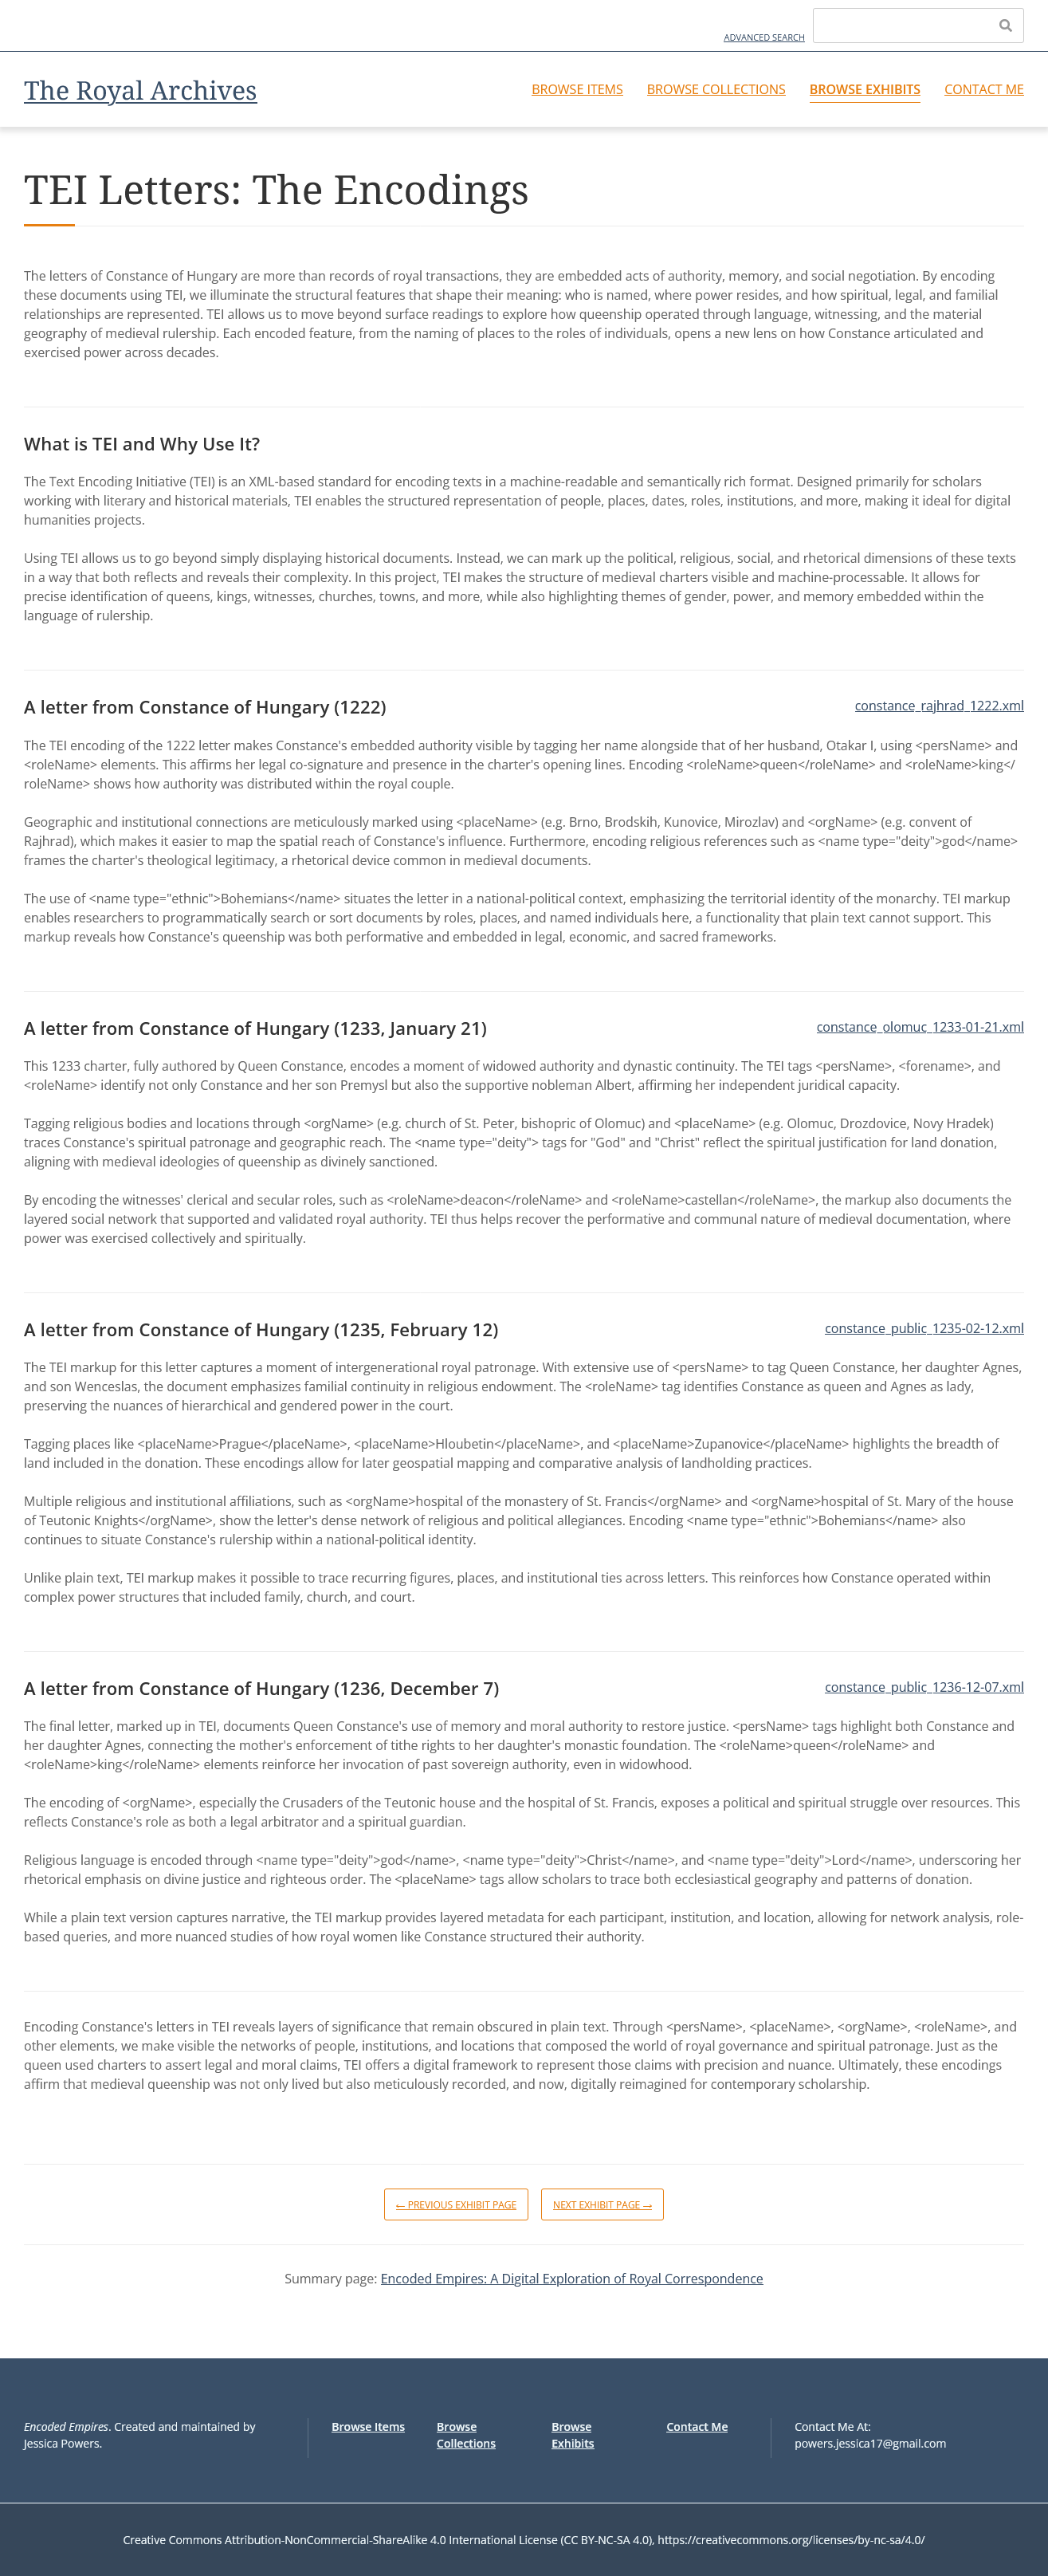 ADVANCED SEARCH
The Royal Archives
BROWSE ITEMS BROWSE COLLECTIONS BROWSE EXHIBITS CONTACT ME
TEI Letters: The Encodings
The letters of Constance of Hungary are more than records of royal transactions, they are embedded acts of authority, memory, and social negotiation. By encoding
these documents using TEI, we illuminate the structural features that shape their meaning: who is named, where power resides, and how spiritual, legal, and familial
relationships are represented. TEI allows us to move beyond surface readings to explore how queenship operated through language, witnessing, and the material
geography of medieval rulership. Each encoded feature, from the naming of places to the roles of individuals, opens a new lens on how Constance articulated and
exercised power across decades.
What is TEI and Why Use It?
The Text Encoding Initiative (TEI) is an XML-based standard for encoding texts in a machine-readable and semantically rich format. Designed primarily for scholars
working with literary and historical materials, TEI enables the structured representation of people, places, dates, roles, institutions, and more, making it ideal for digital
humanities projects.
Using TEI allows us to go beyond simply displaying historical documents. Instead, we can mark up the political, religious, social, and rhetorical dimensions of these texts
in a way that both reflects and reveals their complexity. In this project, TEI makes the structure of medieval charters visible and machine-processable. It allows for
precise identification of queens, kings, witnesses, churches, towns, and more, while also highlighting themes of gender, power, and memory embedded within the
language of rulership.
A letter from Constance of Hungary (1222)
constance_rajhrad_1222.xml
The TEI encoding of the 1222 letter makes Constance's embedded authority visible by tagging her name alongside that of her husband, Otakar I, using <persName> and
<roleName> elements. This affirms her legal co-signature and presence in the charter's opening lines. Encoding <roleName>queen</roleName> and <roleName>king</
roleName> shows how authority was distributed within the royal couple.
Geographic and institutional connections are meticulously marked using <placeName> (e.g. Brno, Brodskih, Kunovice, Mirozlav) and <orgName> (e.g. convent of
Rajhrad), which makes it easier to map the spatial reach of Constance's influence. Furthermore, encoding religious references such as <name type="deity">god</name>
frames the charter's theological legitimacy, a rhetorical device common in medieval documents.
The use of <name type="ethnic">Bohemians</name> situates the letter in a national-political context, emphasizing the territorial identity of the monarchy. TEI markup
enables researchers to programmatically search or sort documents by roles, places, and named individuals here, a functionality that plain text cannot support. This
markup reveals how Constance's queenship was both performative and embedded in legal, economic, and sacred frameworks.
A letter from Constance of Hungary (1233, January 21)
constance_olomuc_1233-01-21.xml
This 1233 charter, fully authored by Queen Constance, encodes a moment of widowed authority and dynastic continuity. The TEI tags <persName>, <forename>, and
<roleName> identify not only Constance and her son Premysl but also the supportive nobleman Albert, affirming her independent juridical capacity.
Tagging religious bodies and locations through <orgName> (e.g. church of St. Peter, bishopric of Olomuc) and <placeName> (e.g. Olomuc, Drozdovice, Novy Hradek)
traces Constance's spiritual patronage and geographic reach. The <name type="deity"> tags for "God" and "Christ" reflect the spiritual justification for land donation,
aligning with medieval ideologies of queenship as divinely sanctioned.
By encoding the witnesses' clerical and secular roles, such as <roleName>deacon</roleName> and <roleName>castellan</roleName>, the markup also documents the
layered social network that supported and validated royal authority. TEI thus helps recover the performative and communal nature of medieval documentation, where
power was exercised collectively and spiritually.
A letter from Constance of Hungary (1235, February 12)
constance_public_1235-02-12.xml
The TEI markup for this letter captures a moment of intergenerational royal patronage. With extensive use of <persName> to tag Queen Constance, her daughter Agnes,
and son Wenceslas, the document emphasizes familial continuity in religious endowment. The <roleName> tag identifies Constance as queen and Agnes as lady,
preserving the nuances of hierarchical and gendered power in the court.
Tagging places like <placeName>Prague</placeName>, <placeName>Hloubetin</placeName>, and <placeName>Zupanovice</placeName> highlights the breadth of
land included in the donation. These encodings allow for later geospatial mapping and comparative analysis of landholding practices.
Multiple religious and institutional affiliations, such as <orgName>hospital of the monastery of St. Francis</orgName> and <orgName>hospital of St. Mary of the house
of Teutonic Knights</orgName>, show the letter's dense network of religious and political allegiances. Encoding <name type="ethnic">Bohemians</name> also
continues to situate Constance's rulership within a national-political identity.
Unlike plain text, TEI markup makes it possible to trace recurring figures, places, and institutional ties across letters. This reinforces how Constance operated within
complex power structures that included family, church, and court.
A letter from Constance of Hungary (1236, December 7)
constance_public_1236-12-07.xml
The final letter, marked up in TEI, documents Queen Constance's use of memory and moral authority to restore justice. <persName> tags highlight both Constance and
her daughter Agnes, connecting the mother's enforcement of tithe rights to her daughter's monastic foundation. The <roleName>queen</roleName> and
<roleName>king</roleName> elements reinforce her invocation of past sovereign authority, even in widowhood.
The encoding of <orgName>, especially the Crusaders of the Teutonic house and the hospital of St. Francis, exposes a political and spiritual struggle over resources. This
reflects Constance's role as both a legal arbitrator and a spiritual guardian.
Religious language is encoded through <name type="deity">god</name>, <name type="deity">Christ</name>, and <name type="deity">Lord</name>, underscoring her
rhetorical emphasis on divine justice and righteous order. The <placeName> tags allow scholars to trace both ecclesiastical geography and patterns of donation.
While a plain text version captures narrative, the TEI markup provides layered metadata for each participant, institution, and location, allowing for network analysis, role-
based queries, and more nuanced studies of how royal women like Constance structured their authority.
Encoding Constance's letters in TEI reveals layers of significance that remain obscured in plain text. Through <persName>, <placeName>, <orgName>, <roleName>, and
other elements, we make visible the networks of people, institutions, and locations that composed the world of royal governance and spiritual patronage. Just as the
queen used charters to assert legal and moral claims, TEI offers a digital framework to represent those claims with precision and nuance. Ultimately, these encodings
affirm that medieval queenship was not only lived but also meticulously recorded, and now, digitally reimagined for contemporary scholarship.
← PREVIOUS EXHIBIT PAGE NEXT EXHIBIT PAGE →
Summary page: Encoded Empires: A Digital Exploration of Royal Correspondence
Encoded Empires. Created and maintained by
Jessica Powers.
Browse Items
Browse
Collections
Browse
Exhibits
Contact Me
Contact Me At:
powers.jessica17@gmail.com
Creative Commons Attribution-NonCommercial-ShareAlike 4.0 International License (CC BY-NC-SA 4.0), https://creativecommons.org/licenses/by-nc-sa/4.0/